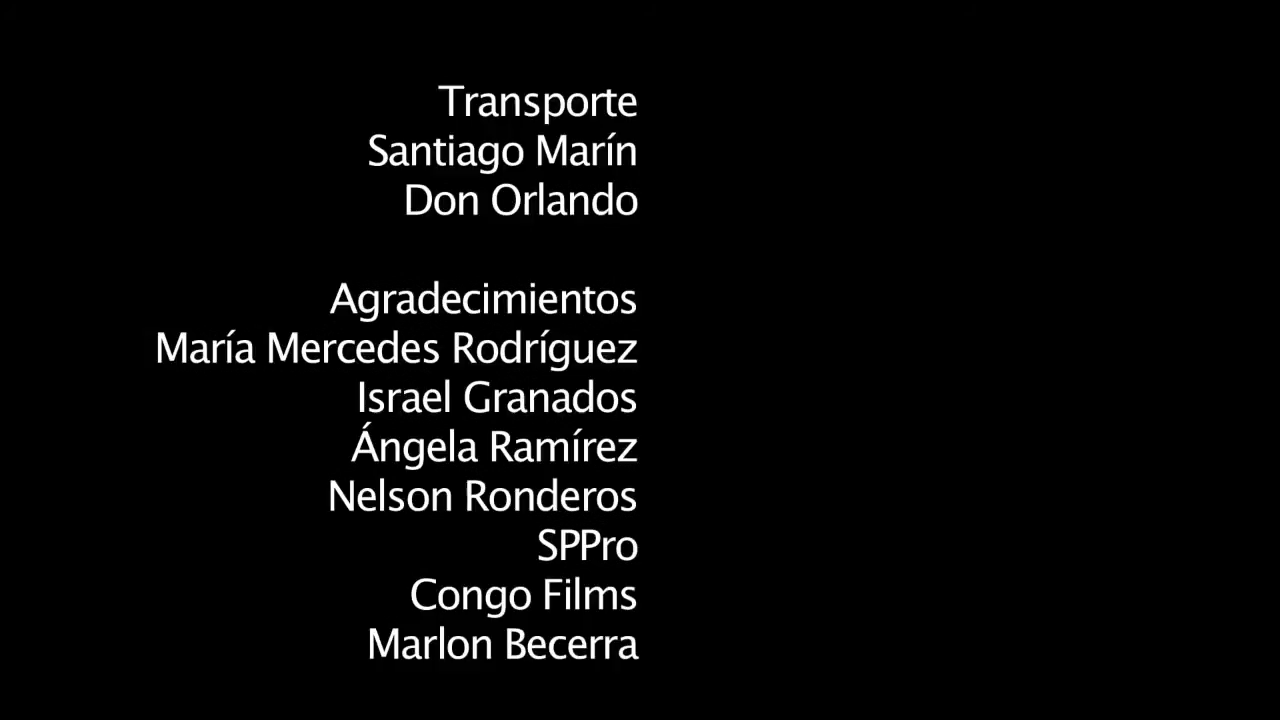 Transporte
Santiago Marín
Don Orlando
Agradecimientos
María Mercedes Rodríguez
Israel Granados
Ángela Ramírez
Nelson Ronderos
SPPro
Congo Films
Marlon Becerra